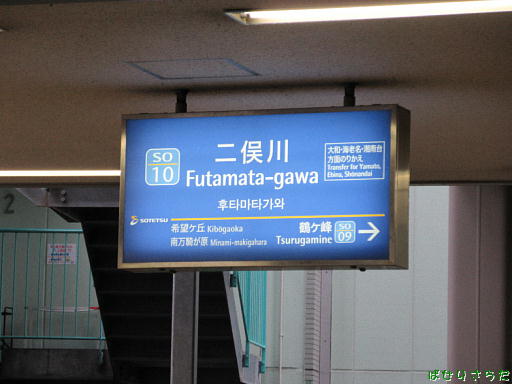 SO
10
二俣川
Futamata-gawa
후타마타가와
大和・海老名・湘南台
方面のりかえ
Transfer for Yamato,
Ebina, Shōnandai
SOTETSU
希望ケ丘 Kibōgaoka
南万騎が原 Minami-makigahara
鶴ケ峰
Tsurugamine
SO
09
2
ぱせりさらだ